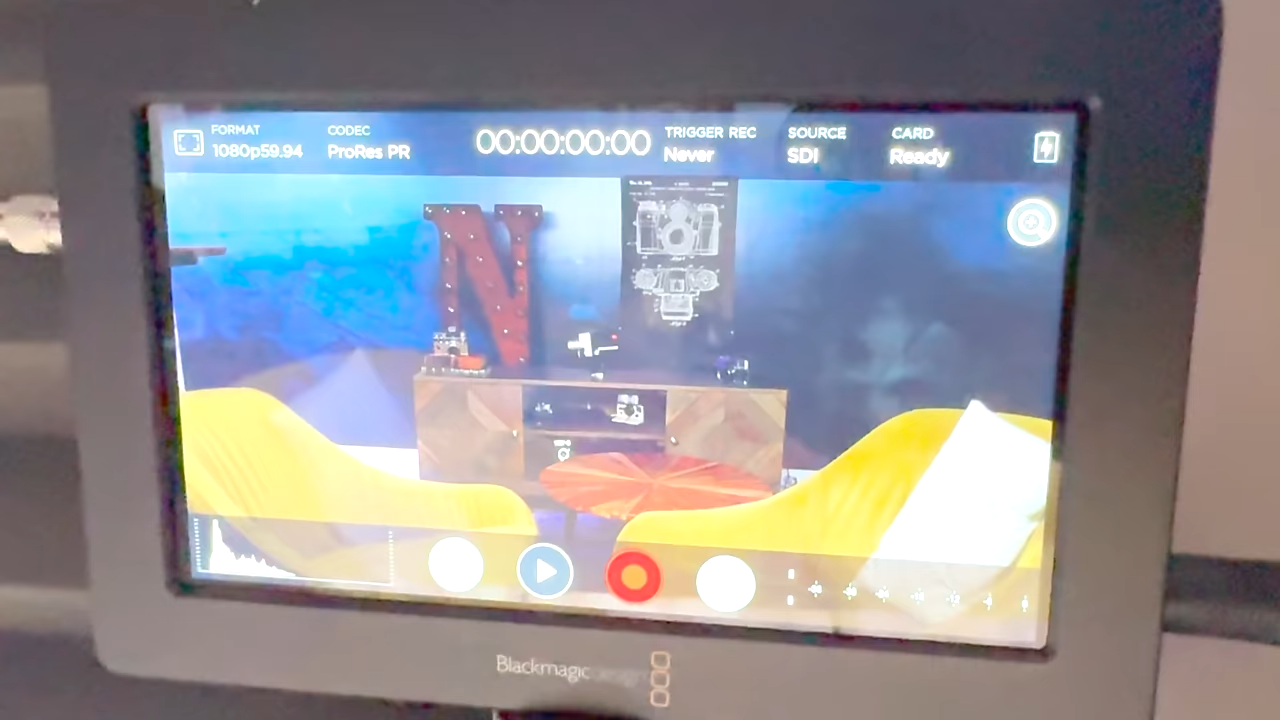 FORMAT
1080p59.94
CODEC
ProRes PR
00:00:00:00
TRIGGER REC
Never
SOURCE
SDI
CARD
Ready
N
Blackmagicdesign